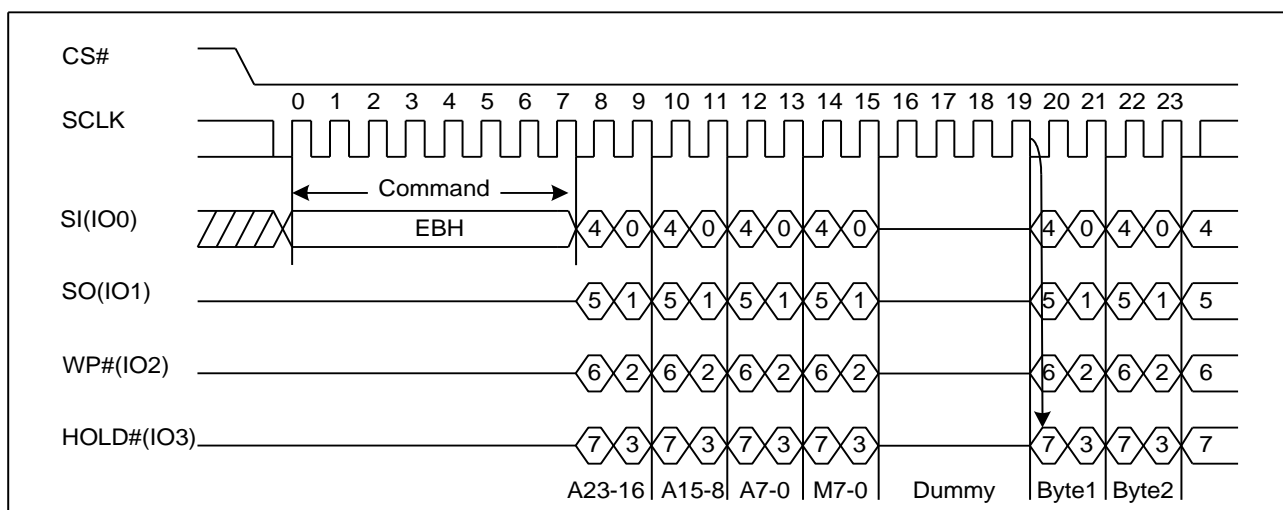 CS#
0 1 2 3 4 5 6 7 8 9 10 11 12 13 14 15 16 17 18 19 20 21 22 23
SCLK
Command
SI(IO0) EBH 4 0 4 0 4 0 4 0 4 0 4 0 4
SO(IO1) 5 1 5 1 5 1 5 1 5 1 5 1 5
WP#(IO2) 6 2 6 2 6 2 6 2 6 2 6 2 6
HOLD#(IO3) 7 3 7 3 7 3 7 3 7 3 7 3 7
A23-16 A15-8 A7-0 M7-0 Dummy Byte1 Byte2